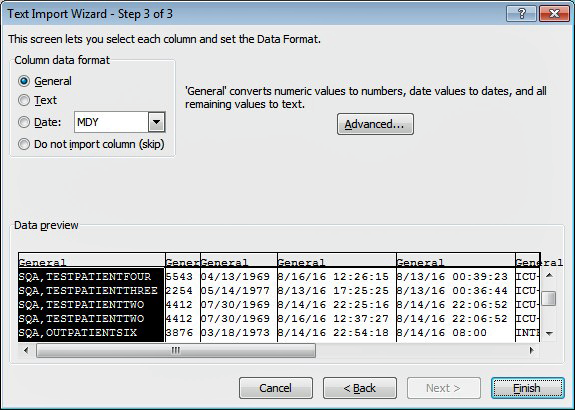 Text Import Wizard - Step 3 of 3
This screen lets you select each column and set the Data Format.
Column data format
General
Text
Date: MDY
Do not import column (skip)
'General' converts numeric values to numbers, date values to dates, and all
remaining values to text.
Advanced...
Data preview
General General General General General General
SQA,TESTPATIENTFOUR 5543 04/13/1969 8/16/16 12:26:15 8/13/16 00:39:23 ICU-
SQA,TESTPATIENTTHREE 2254 05/14/1977 8/13/16 17:25:25 8/14/16 00:36:44 ICU-
SQA,TESTPATIENTTWO 4412 07/30/1969 8/14/16 22:25:16 8/14/16 22:06:52 ICU-
SQA,TESTPATIENTTWO 4412 07/30/1969 8/16/16 12:37:27 8/14/16 22:06:52 ICU-
SQA,OUTPATIENTSIX 3876 03/18/1973 8/14/16 22:54:18 8/14/16 08:00 INTE
Cancel < Back Next > Finish